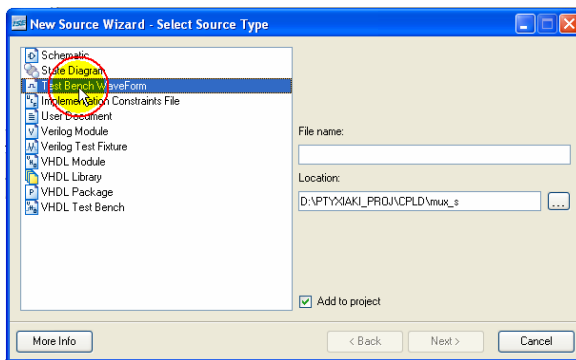 New Source Wizard - Select Source Type
Schematic
State Diagram
Test Bench WaveForm
Implementation Constraints File
User Document
Verilog Module
Verilog Test Fixture
VHDL Module
VHDL Library
VHDL Package
VHDL Test Bench
File name:
Location:
D:\PTYXIAKI_PROJ\CPLD\mux_s
...
Add to project
More Info
< Back
Next >
Cancel